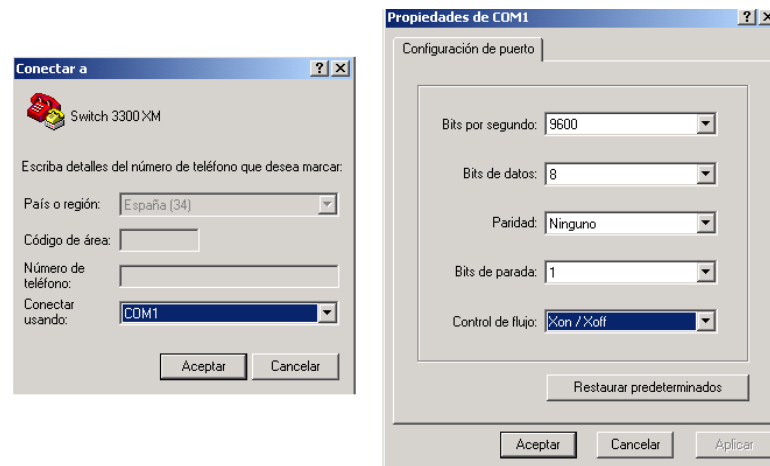 Conectar a
Switch 3300 XM
Escriba detalles del número de teléfono que desea marcar:
País o región: España (34)
Código de área:
Número de
teléfono:
Conectar
usando: COM1
Aceptar Cancelar
Propiedades de COM1
Configuración de puerto
Bits por segundo: 9600
Bits de datos: 8
Paridad: Ninguno
Bits de parada: 1
Control de flujo: Xon / Xoff
Restaurar predeterminados
Aceptar Cancelar Aplicar